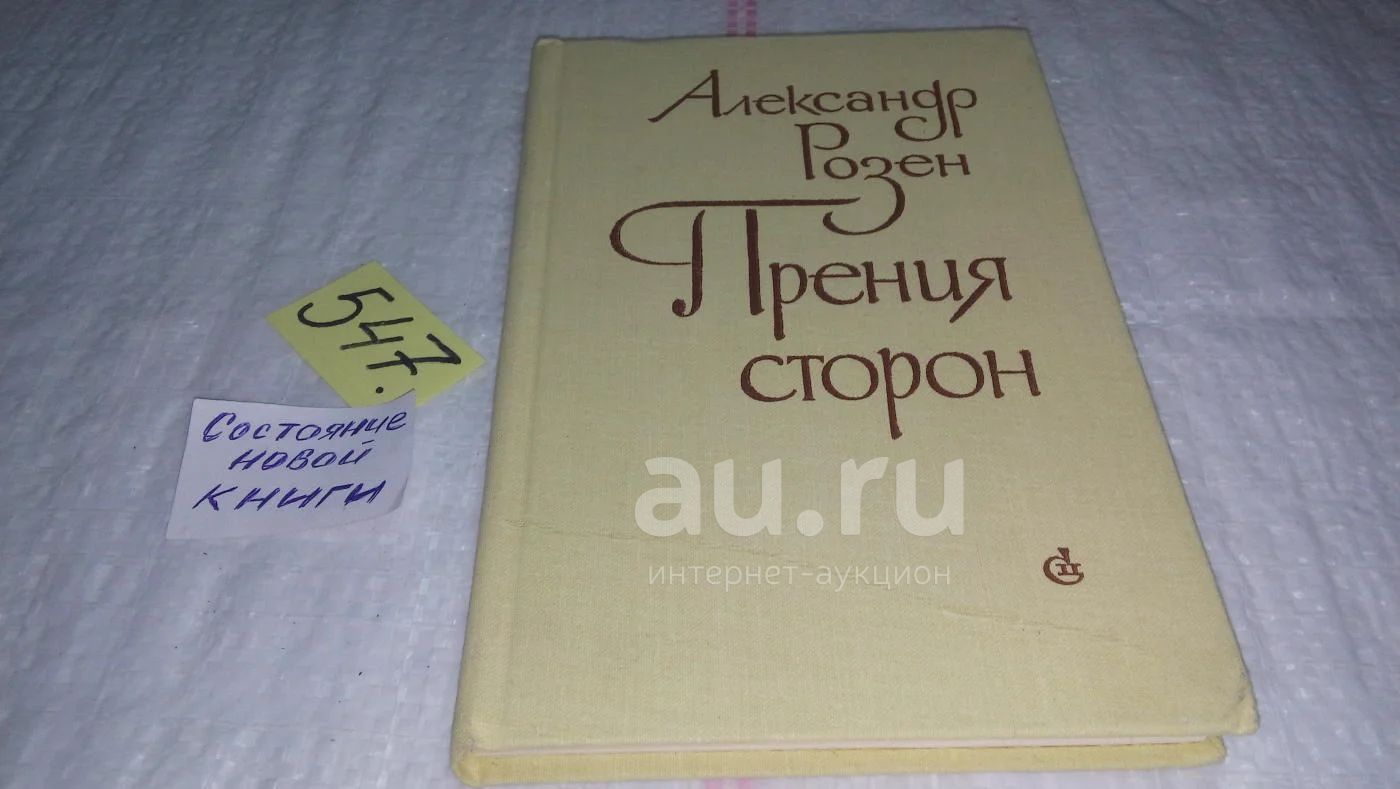 Александр
Розен
Прения
сторон
547.
Состояние
новой
книги
au.ru
интернет-аукцион